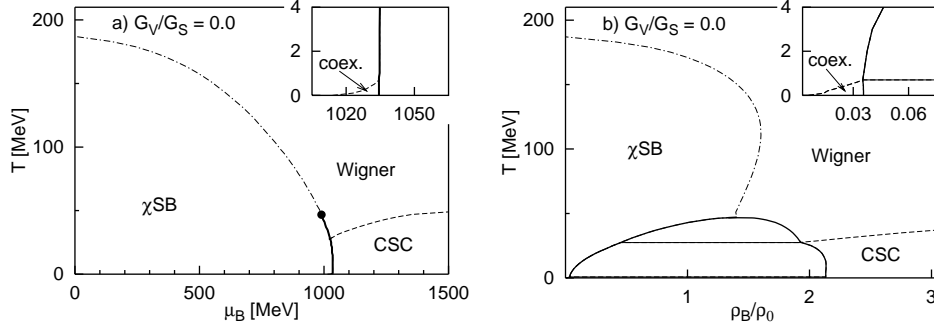 a) G_V/G_S = 0.0
T [MeV]
200
100
0
4
2
0
coex.
1020
1050
χSB
Wigner
CSC
0
500
1000
1500
μ_B [MeV]
b) G_V/G_S = 0.0
T [MeV]
200
100
0
4
2
0
coex.
0.03
0.06
χSB
Wigner
CSC
1
2
3
ρ_B/ρ_0